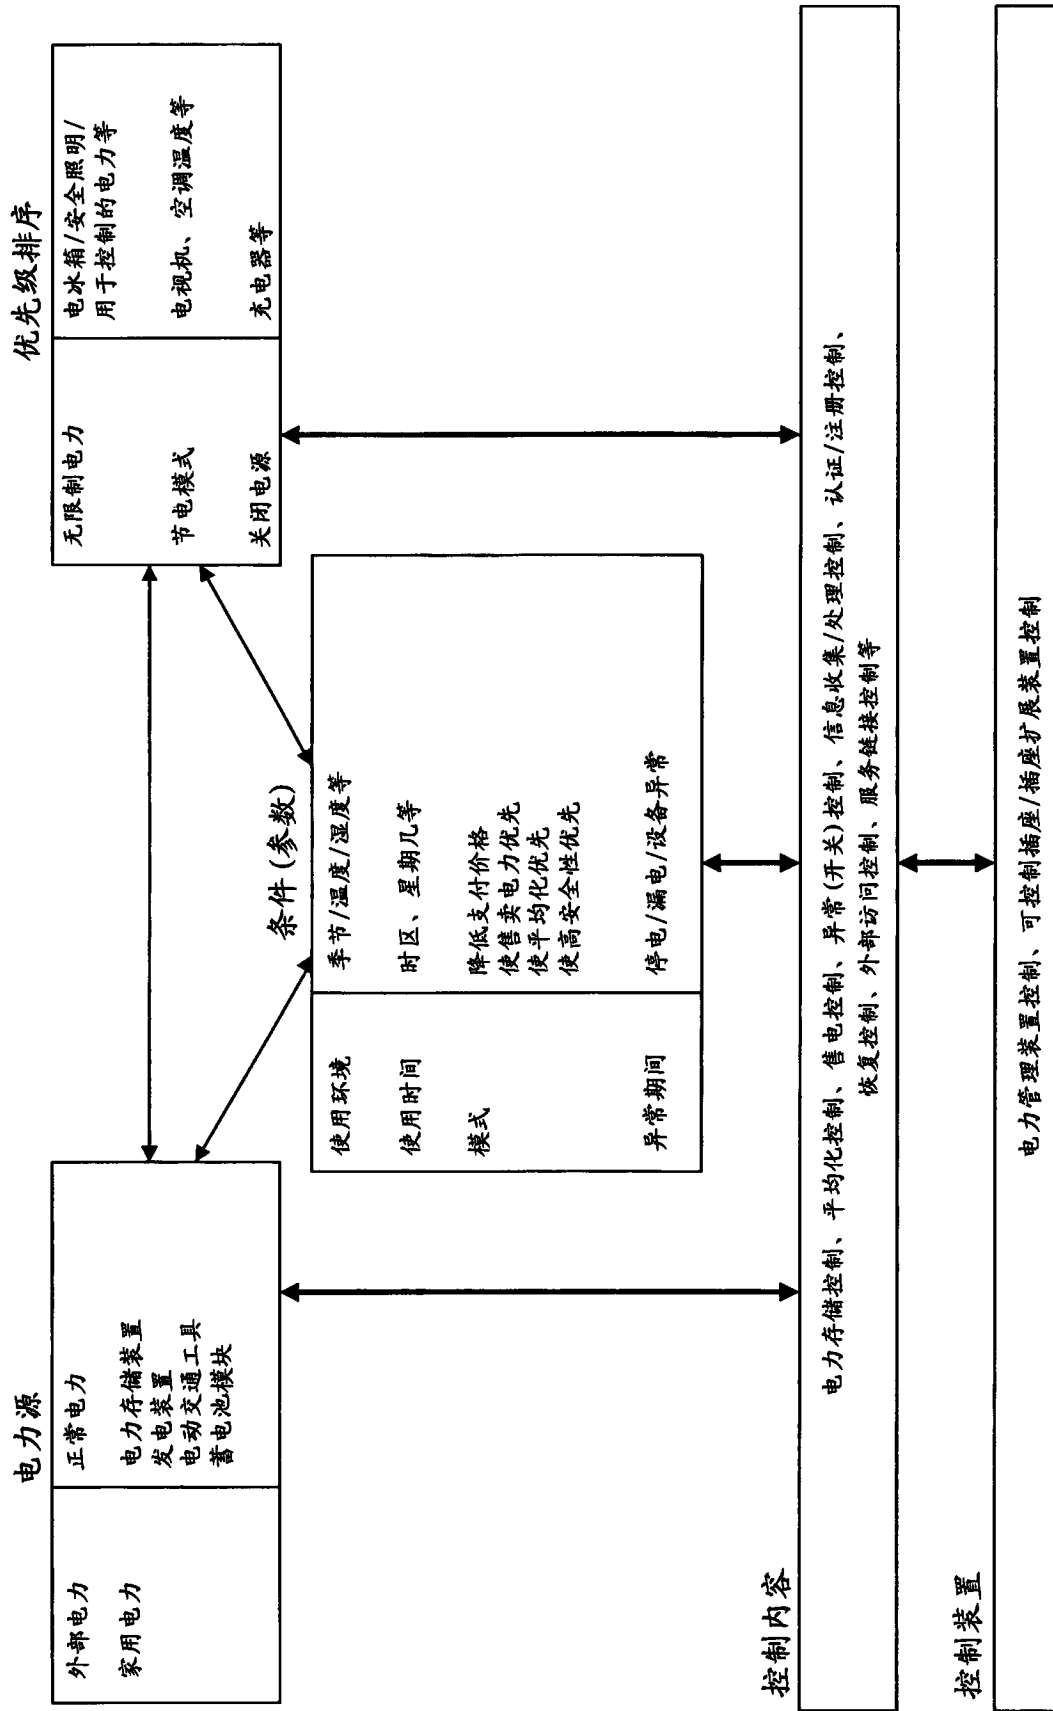 电力源
外部电力
正常电力
家用电力
电力存储装置
发电装置
电动交通工具
蓄电池模块
优先级排序
无限制电力
电冰箱/安全照明/
用于控制的电力等
节电模式
电视机、空调温度等
关闭电源
充电器等
条件(参数)
使用环境
季节/温度/湿度等
使用时间
时区、星期几等
模式
降低支付价格
使售卖电力优先
使平均化优先
使高安全性优先
异常期间
停电/漏电/设备异常
控制内容
电力存储控制、平均化控制、售电控制、异常(开关)控制、信息收集/处理控制、认证/注册控制、
恢复控制、外部访问控制、服务链接控制等
控制装置
电力管理装置控制、可控制插座/插座扩展装置控制